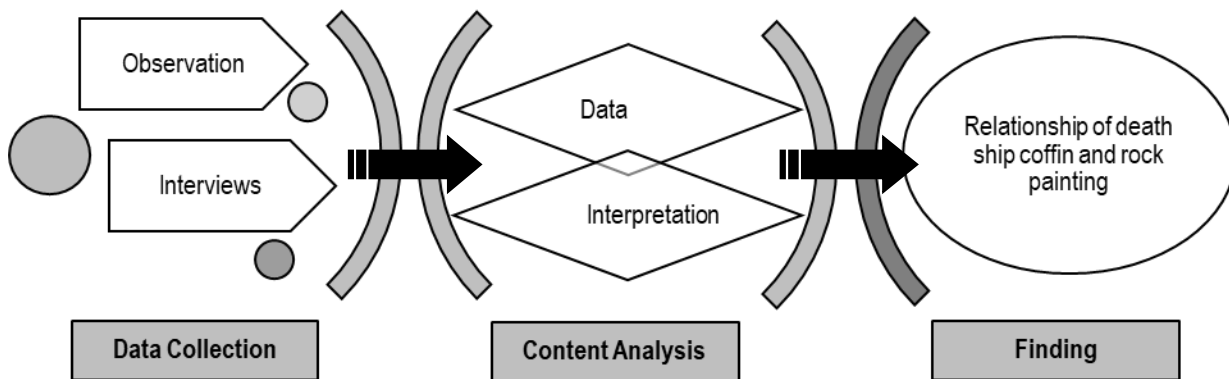 Observation
Interviews
Data
Interpretation
Relationship of death
ship coffin and rock
painting
Data Collection
Content Analysis
Finding